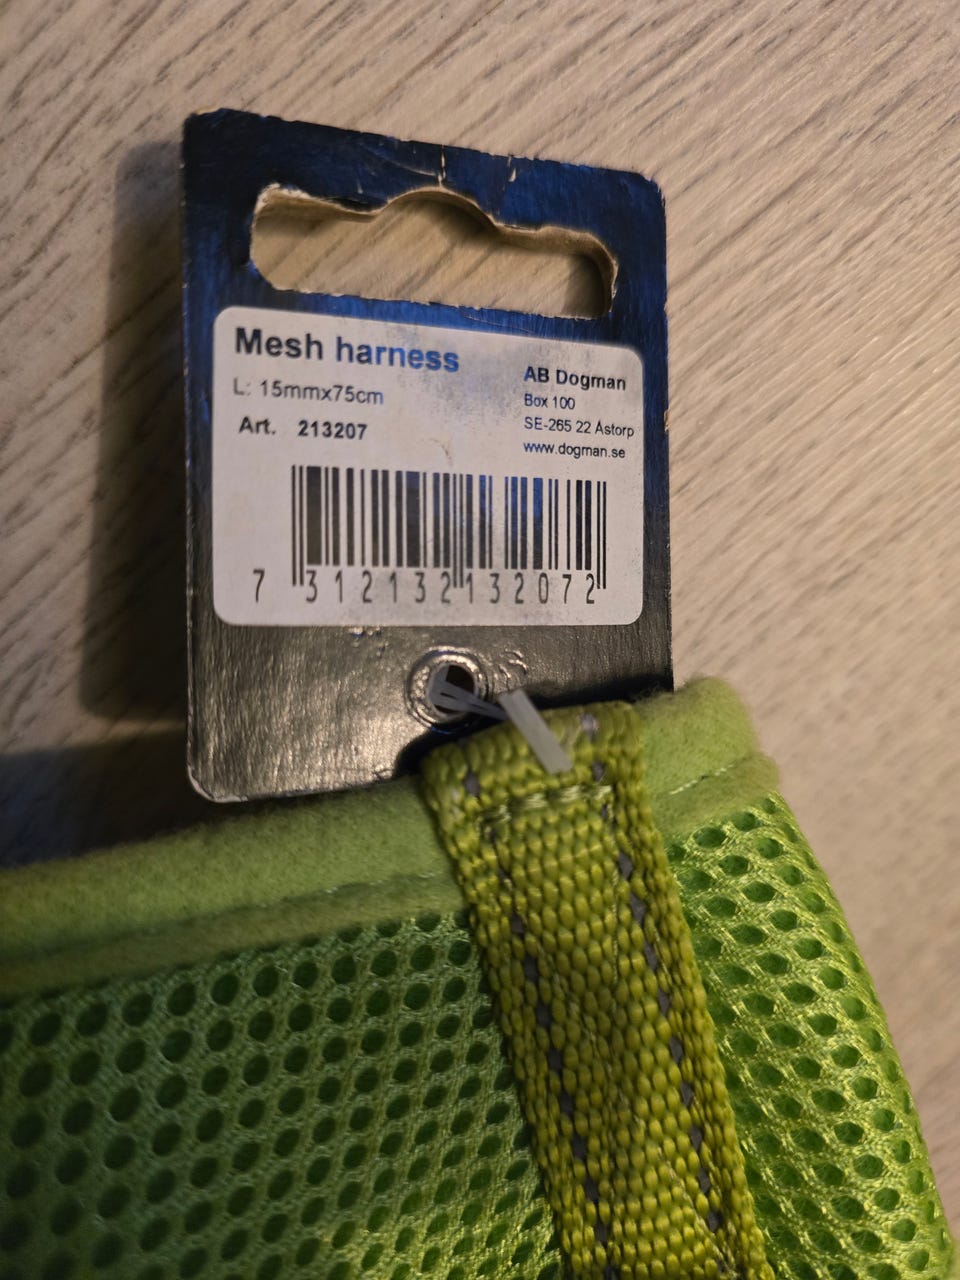 Mesh harness
L: 15mmx75cm
Art. 213207
AB Dogman
Box 100
SE-265 22 Åstorp
www.dogman.se
7 312132 132072